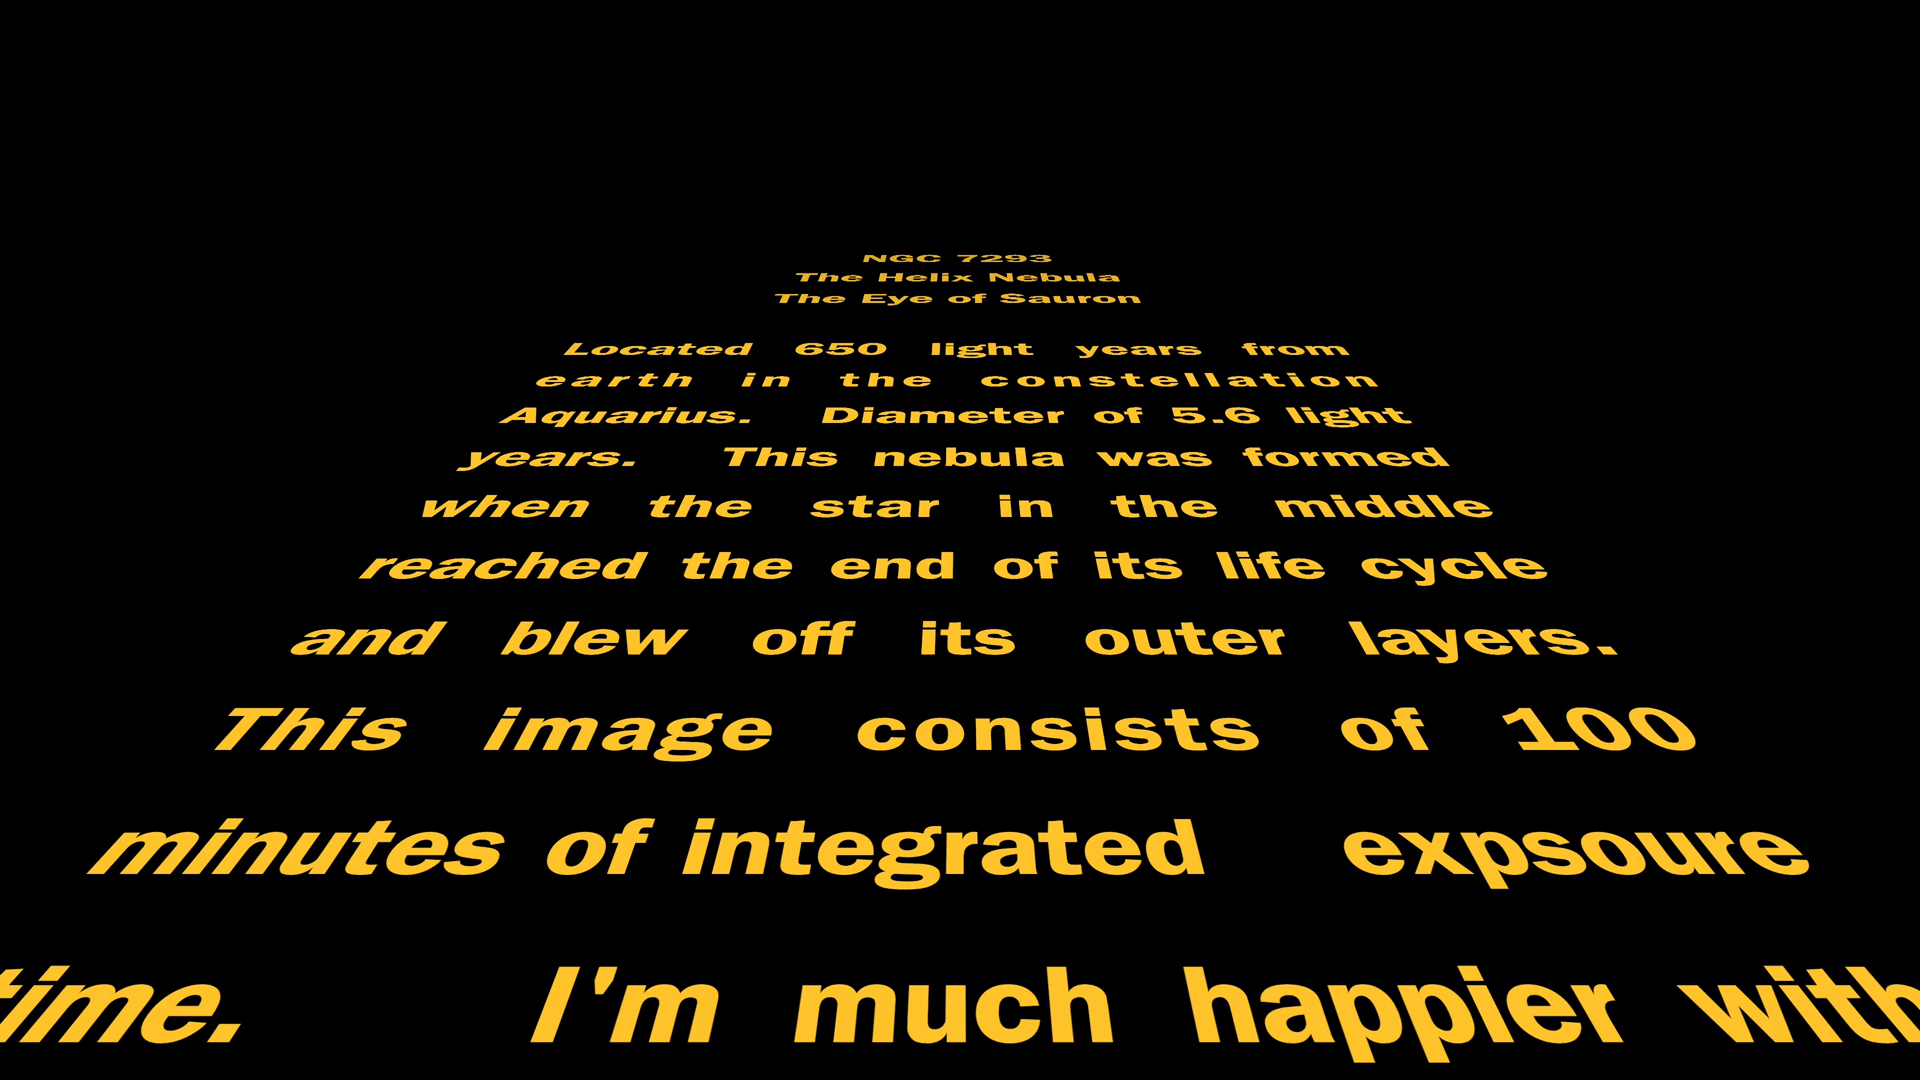 NGC 7293
The Helix Nebula
The Eye of Sauron
Located 650 light years from
earth in the constellation
Aquarius. Diameter of 5.6 light
years. This nebula was formed
when the star in the middle
reached the end of its life cycle
and blew off its outer layers.
This image consists of 100
minutes of integrated expsoure
time. I'm much happier with